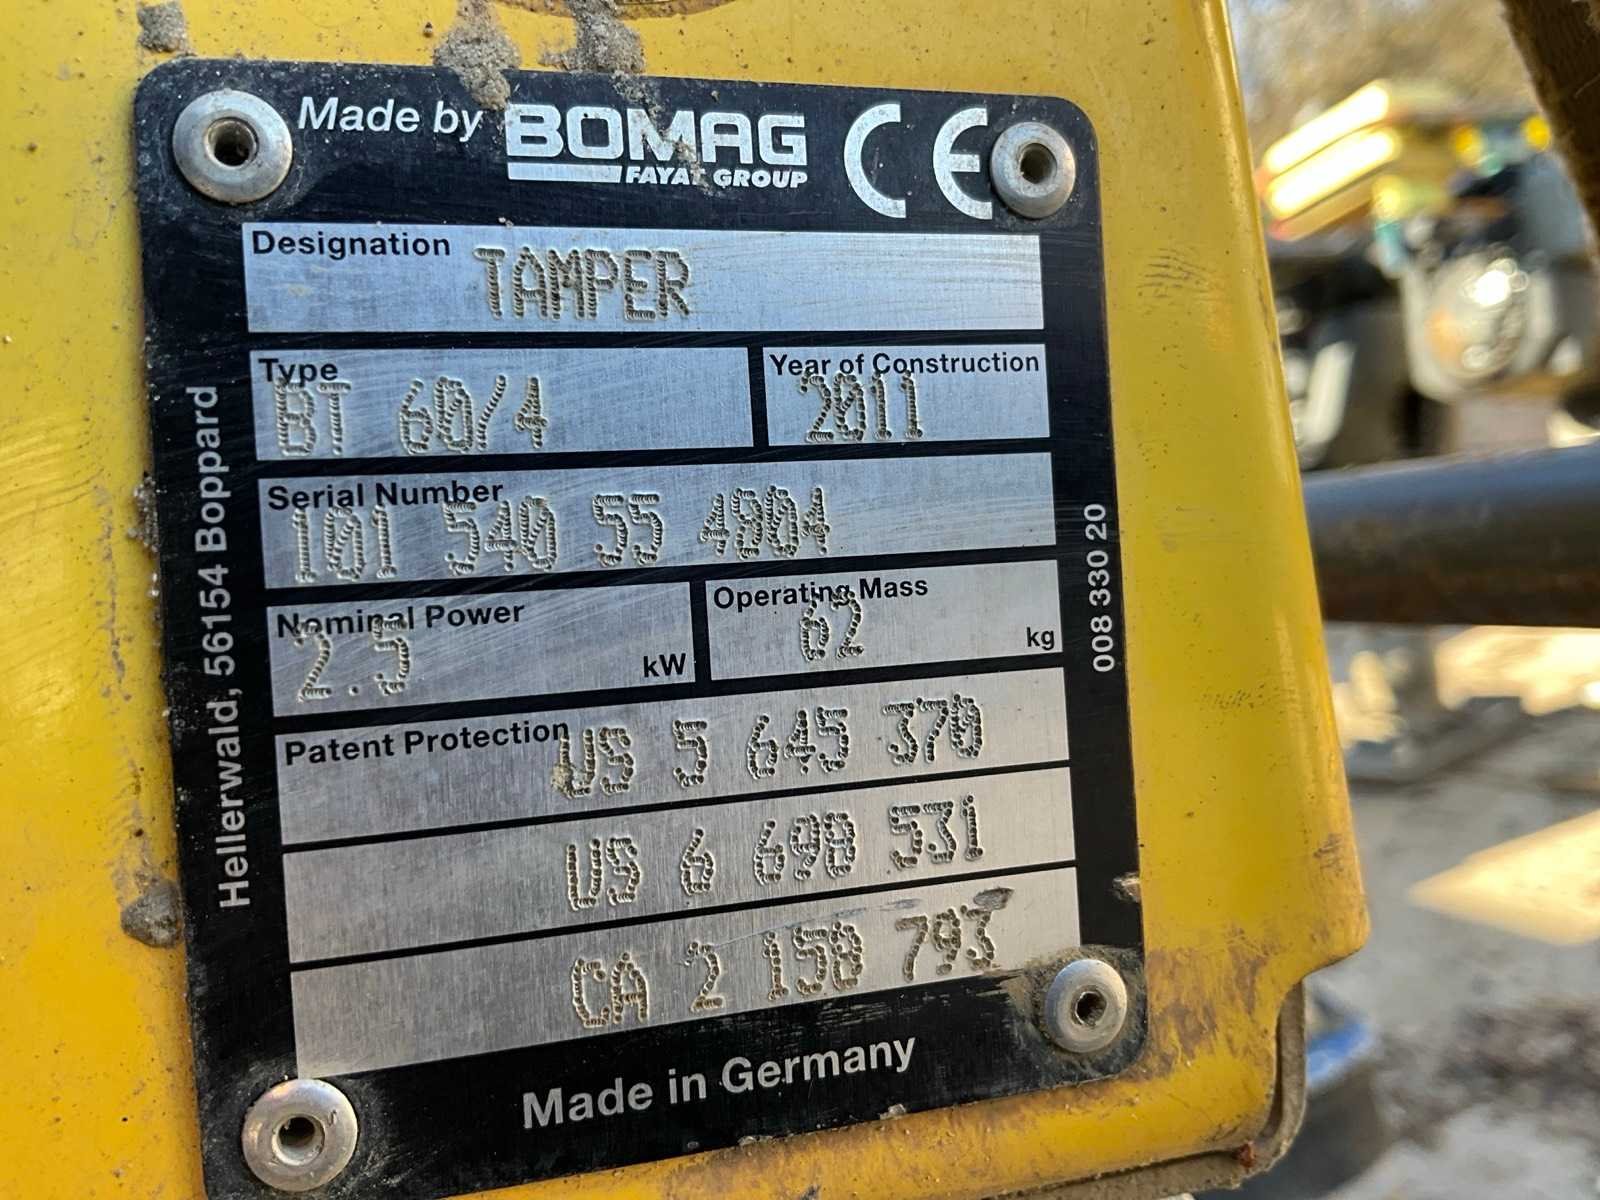 Made by BOMAG CE
FAYAT GROUP
Designation TAMPER
Type BT 60/4
Year of Construction 2011
Serial Number 101 540 55 4804
Nominal Power 2.5 kW
Operating Mass 62 kg
Patent Protection US 5 645 370
US 6 698 531
CA 2 158 793
Made in Germany
Hellerwald, 56154 Boppard
008 330 20